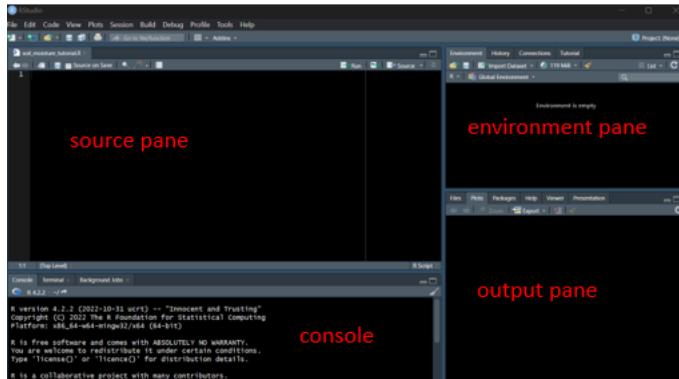 RStudio
File Edit Code View Plots Session Build Debug Profile Tools Help
Go to file/function Addins Project: (None)
soil_moisture_tutorial.R
Source on Save Run Source
1
source pane
1:1 (Top Level) R Script
Console Terminal Background Jobs
R 4.2.2 · ~/
R version 4.2.2 (2022-10-31 ucrt) -- "Innocent and Trusting"
Copyright (C) 2022 The R Foundation for Statistical Computing
Platform: x86_64-w64-mingw32/x64 (64-bit)
R is free software and comes with ABSOLUTELY NO WARRANTY.
You are welcome to redistribute it under certain conditions.
Type 'license()' or 'licence()' for distribution details.
R is a collaborative project with many contributors.
console
Environment History Connections Tutorial
Import Dataset 119 MiB List
R Global Environment
Environment is empty
environment pane
Files Plots Packages Help Viewer Presentation
Zoom Export
output pane